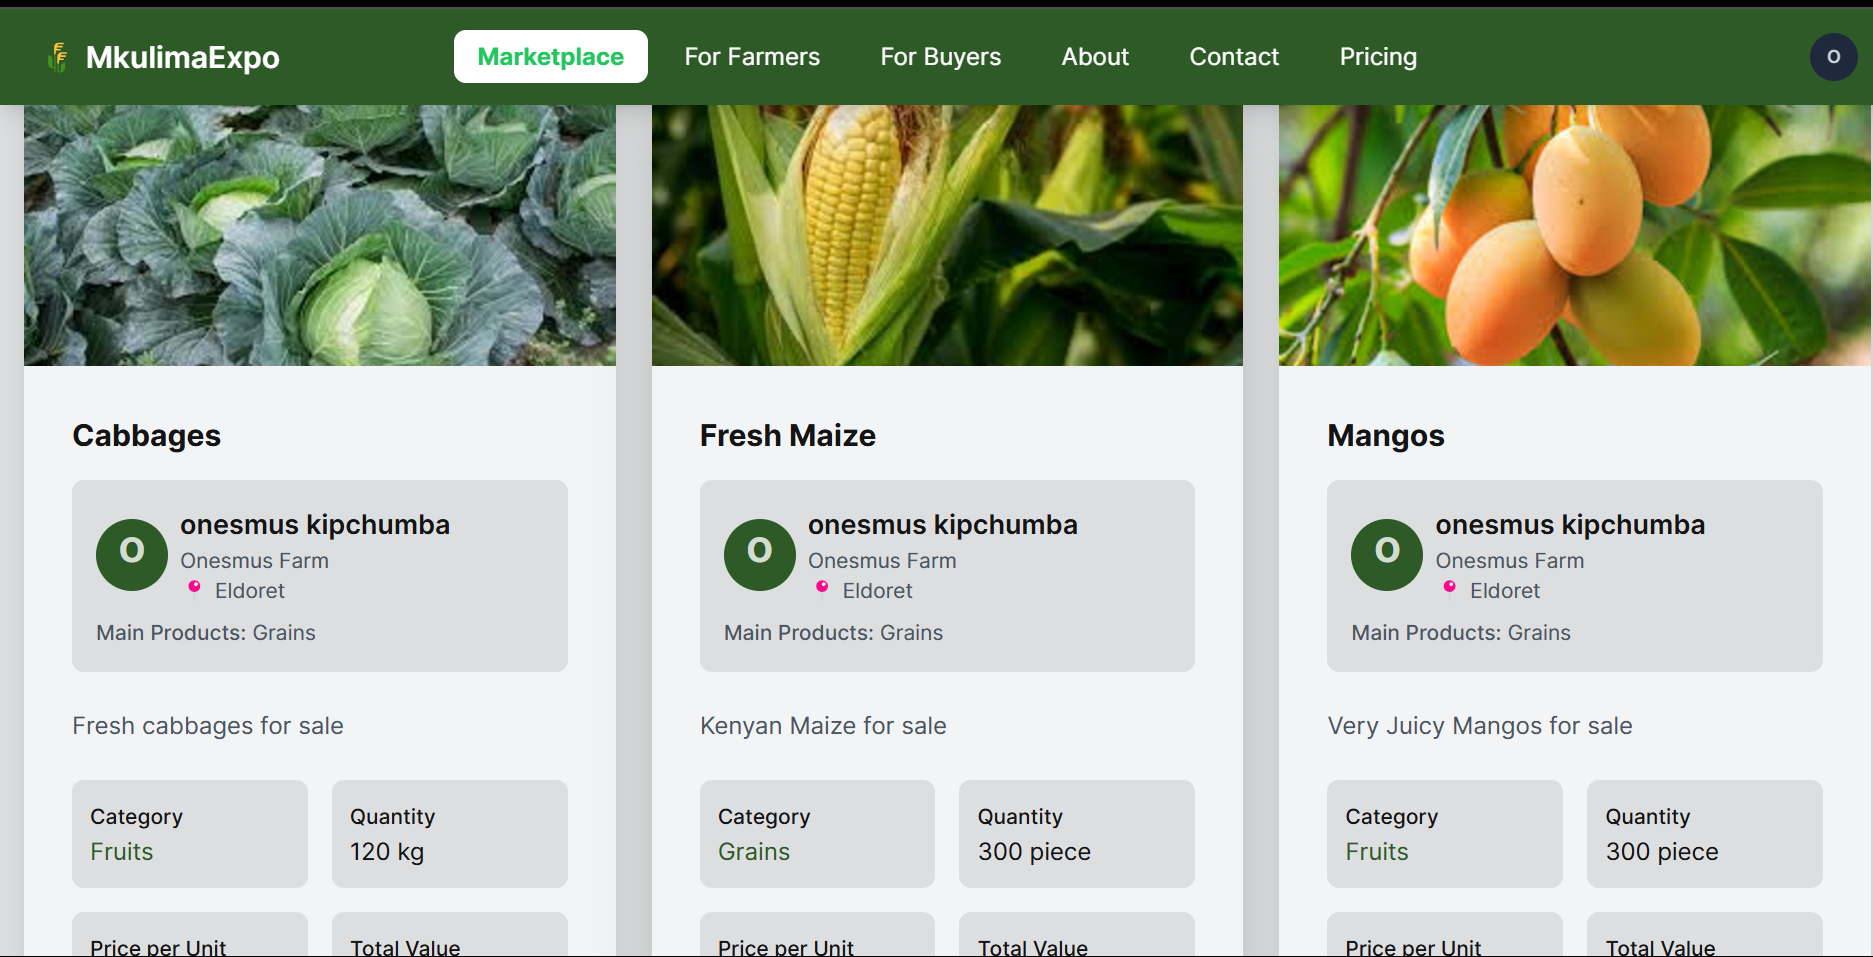 MkulimaExpo
Marketplace
For Farmers
For Buyers
About
Contact
Pricing
O
Cabbages
O
onesmus kipchumba
Onesmus Farm
Eldoret
Main Products: Grains
Fresh cabbages for sale
Category
Fruits
Quantity
120 kg
Price per Unit
Total Value
Fresh Maize
O
onesmus kipchumba
Onesmus Farm
Eldoret
Main Products: Grains
Kenyan Maize for sale
Category
Grains
Quantity
300 piece
Price per Unit
Total Value
Mangos
O
onesmus kipchumba
Onesmus Farm
Eldoret
Main Products: Grains
Very Juicy Mangos for sale
Category
Fruits
Quantity
300 piece
Price per Unit
Total Value